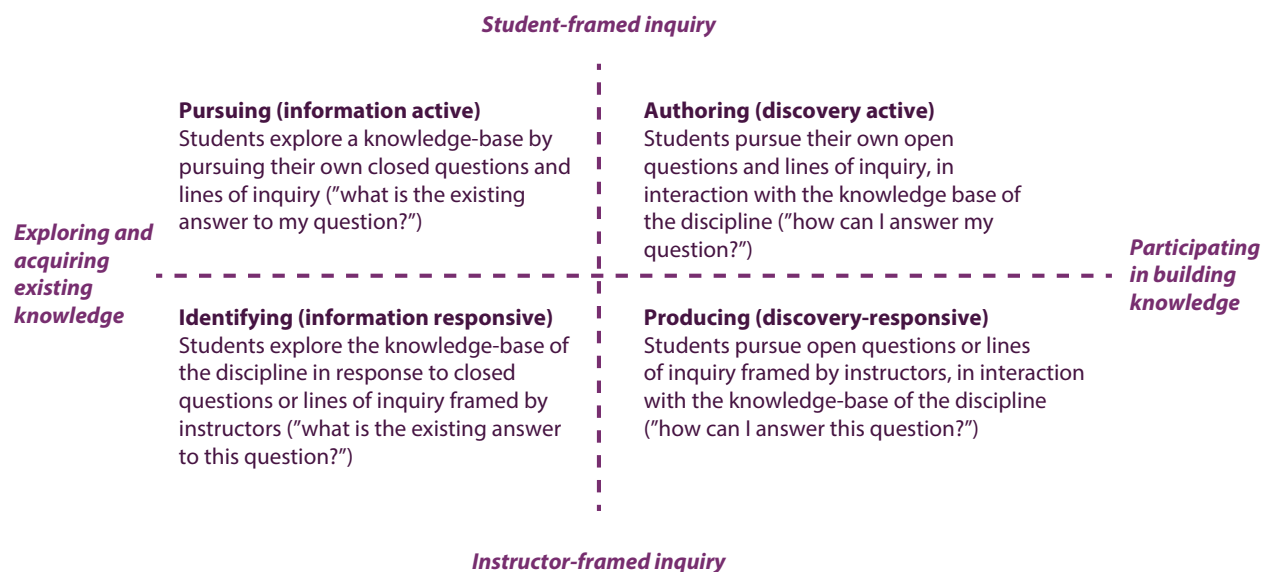 Student-framed inquiry
Pursuing (information active)
Students explore a knowledge-base by
pursuing their own closed questions and
lines of inquiry (”what is the existing
answer to my question?”)
Authoring (discovery active)
Students pursue their own open
questions and lines of inquiry, in
interaction with the knowledge base of
the discipline (”how can I answer my
question?”)
Exploring and
acquiring
existing
knowledge
Participating
in building
knowledge
Identifying (information responsive)
Students explore the knowledge-base of
the discipline in response to closed
questions or lines of inquiry framed by
instructors (”what is the existing answer
to this question?”)
Producing (discovery-responsive)
Students pursue open questions or lines
of inquiry framed by instructors, in interaction
with the knowledge-base of the discipline
(”how can I answer this question?”)
Instructor-framed inquiry